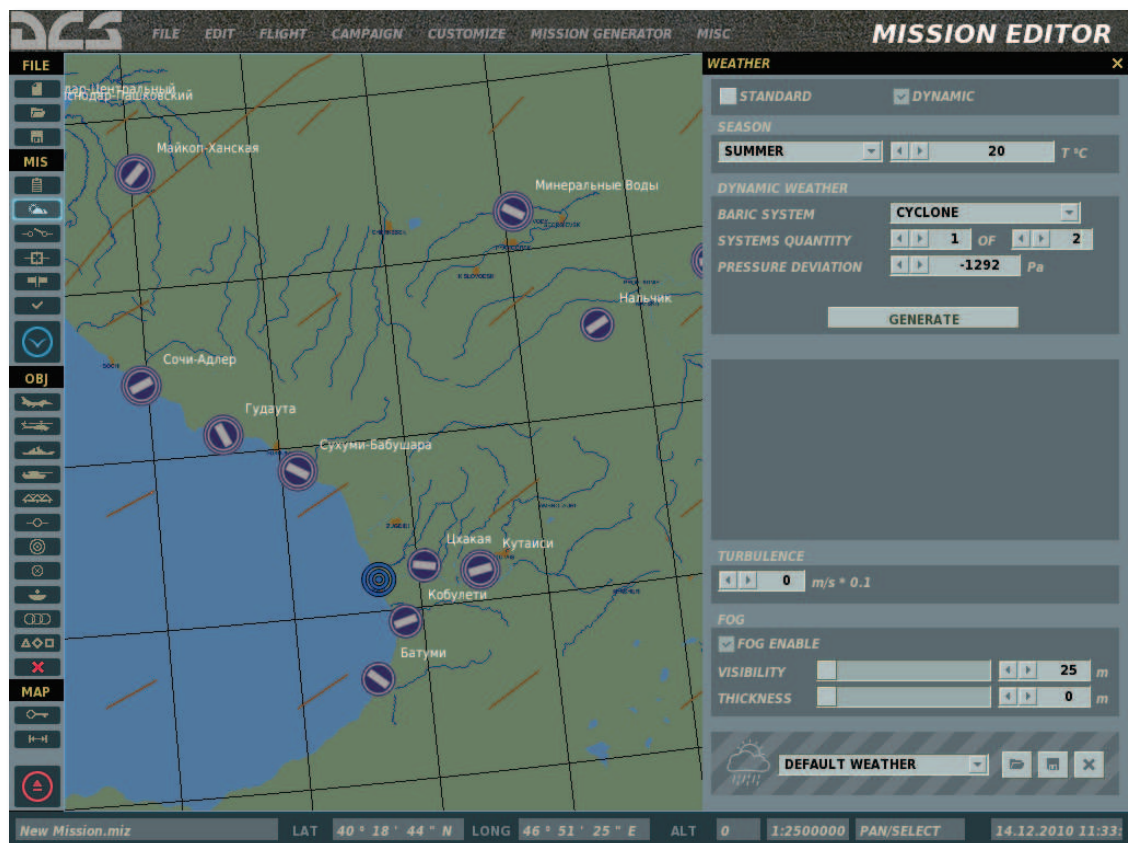 DCS
FILE EDIT FLIGHT CAMPAIGN CUSTOMIZE MISSION GENERATOR MISC
MISSION EDITOR
FILE
MIS
OBJ
MAP
Майкоп-Ханская
Минеральные Воды
Нальчик
Сочи-Адлер
Гудаута
Сухуми-Бабушара
Цхакая
Кутаиси
Кобулети
Батуми
WEATHER X
STANDARD DYNAMIC
SEASON
SUMMER 20 T °C
DYNAMIC WEATHER
BARIC SYSTEM CYCLONE
SYSTEMS QUANTITY 1 OF 2
PRESSURE DEVIATION -1292 Pa
GENERATE
TURBULENCE
0 m/s * 0.1
FOG
FOG ENABLE
VISIBILITY 25 m
THICKNESS 0 m
DEFAULT WEATHER
New Mission.miz LAT 40 ° 18 ' 44 " N LONG 46 ° 51 ' 25 " E ALT 0 1:2500000 PAN/SELECT 14.12.2010 11:33: